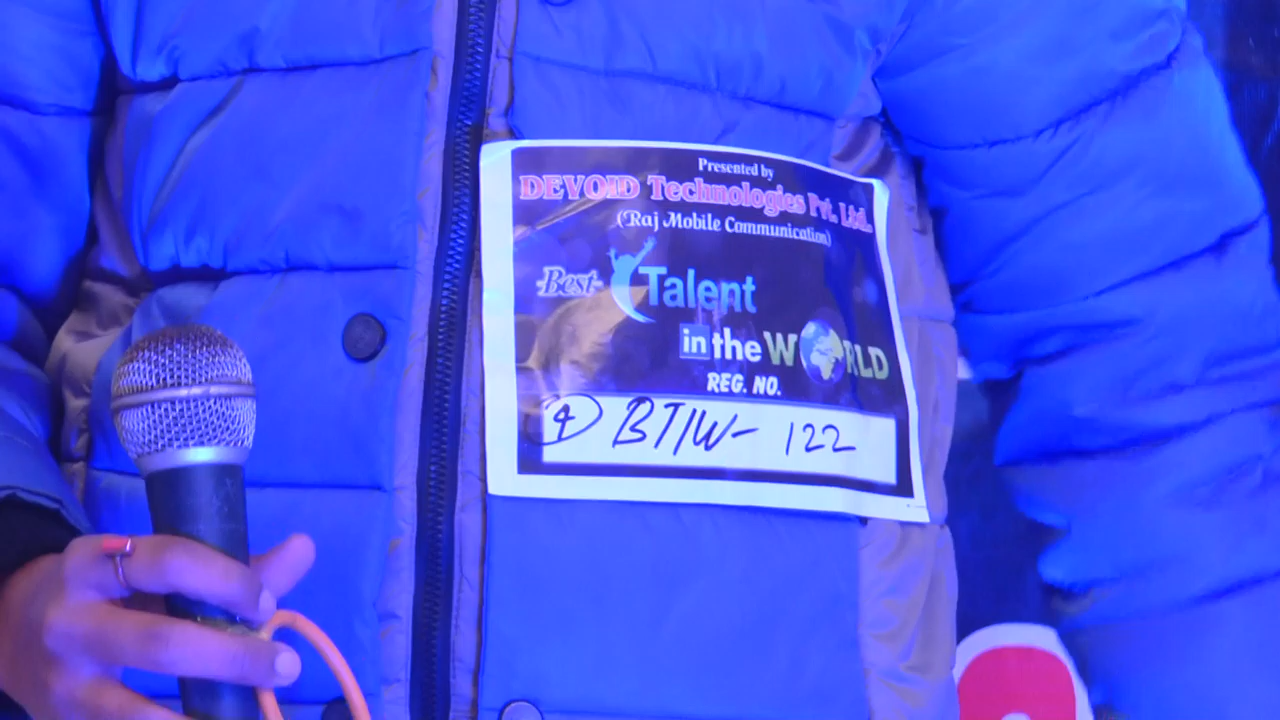 Presented by
DEVOID Technologies Pvt. Ltd.
(Raj Mobile Communication)
Best Talent
in the WORLD
REG. NO.
4 BTIW- 122